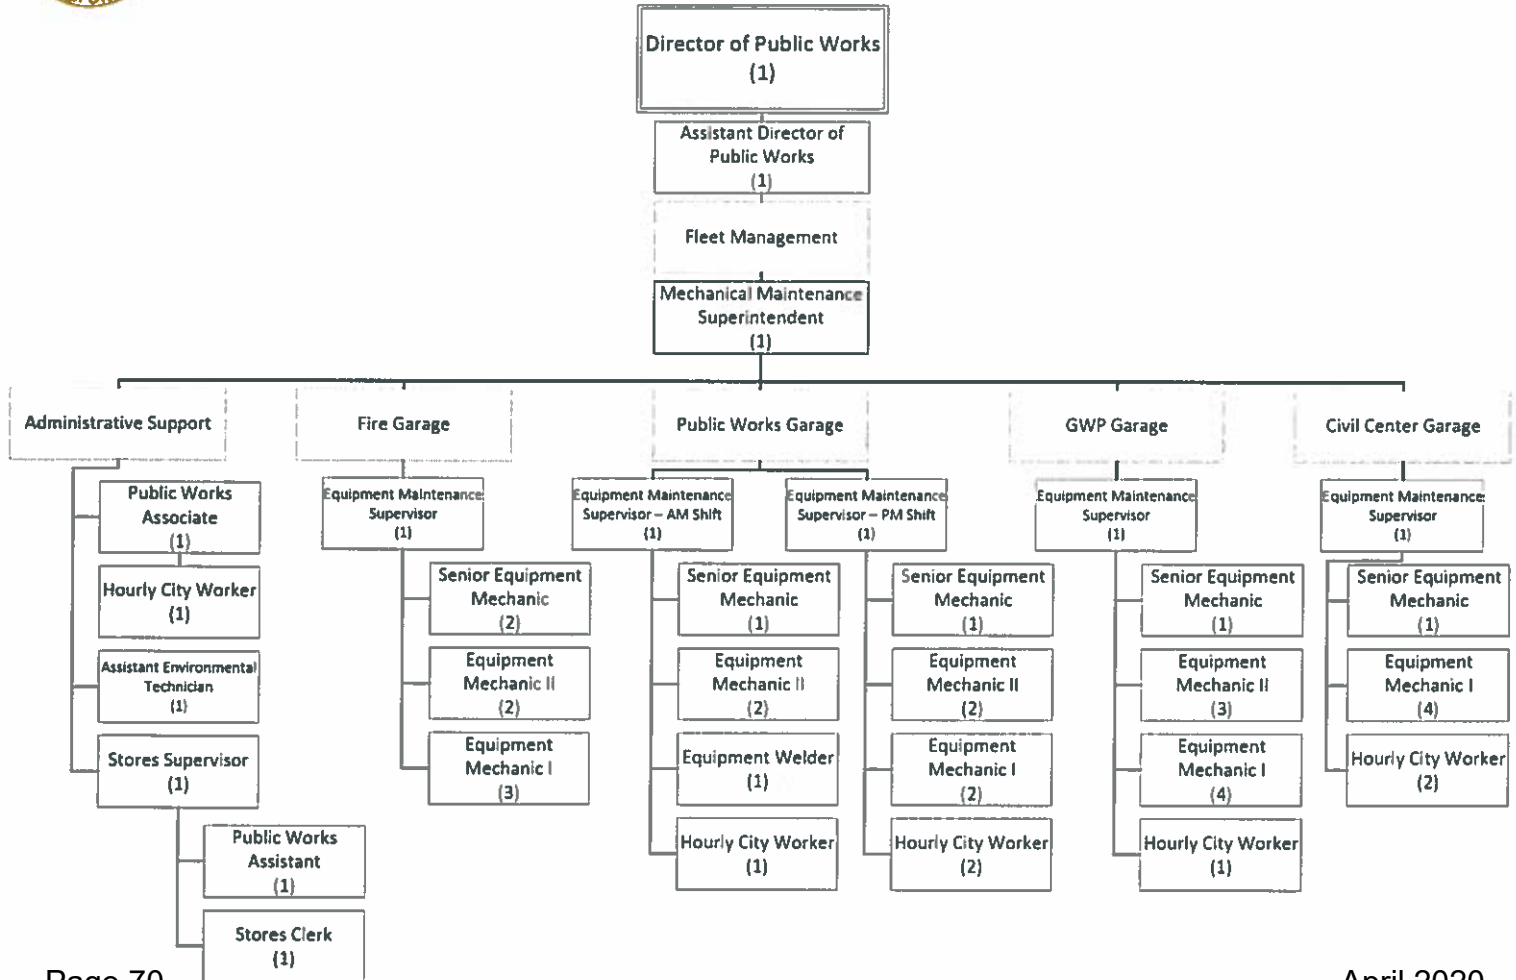 Director of Public Works
(1)
Assistant Director of
Public Works
(1)
Fleet Management
Mechanical Maintenance
Superintendent
(1)
Administrative Support
Public Works
Associate
(1)
Hourly City Worker
(1)
Assistant Environmental
Technician
(1)
Stores Supervisor
(1)
Public Works
Assistant
(1)
Stores Clerk
(1)
Fire Garage
Equipment Maintenance
Supervisor
(1)
Senior Equipment
Mechanic
(2)
Equipment
Mechanic II
(2)
Equipment
Mechanic I
(3)
Public Works Garage
Equipment Maintenance
Supervisor – AM Shift
(1)
Senior Equipment
Mechanic
(1)
Equipment
Mechanic II
(2)
Equipment Welder
(1)
Hourly City Worker
(1)
Equipment Maintenance
Supervisor – PM Shift
(1)
Senior Equipment
Mechanic
(1)
Equipment
Mechanic II
(2)
Equipment
Mechanic I
(2)
Hourly City Worker
(2)
GWP Garage
Equipment Maintenance
Supervisor
(1)
Senior Equipment
Mechanic
(1)
Equipment
Mechanic II
(3)
Equipment
Mechanic I
(4)
Hourly City Worker
(1)
Civil Center Garage
Equipment Maintenance
Supervisor
(1)
Senior Equipment
Mechanic
(1)
Equipment
Mechanic I
(4)
Hourly City Worker
(2)
Page 70
April 2020